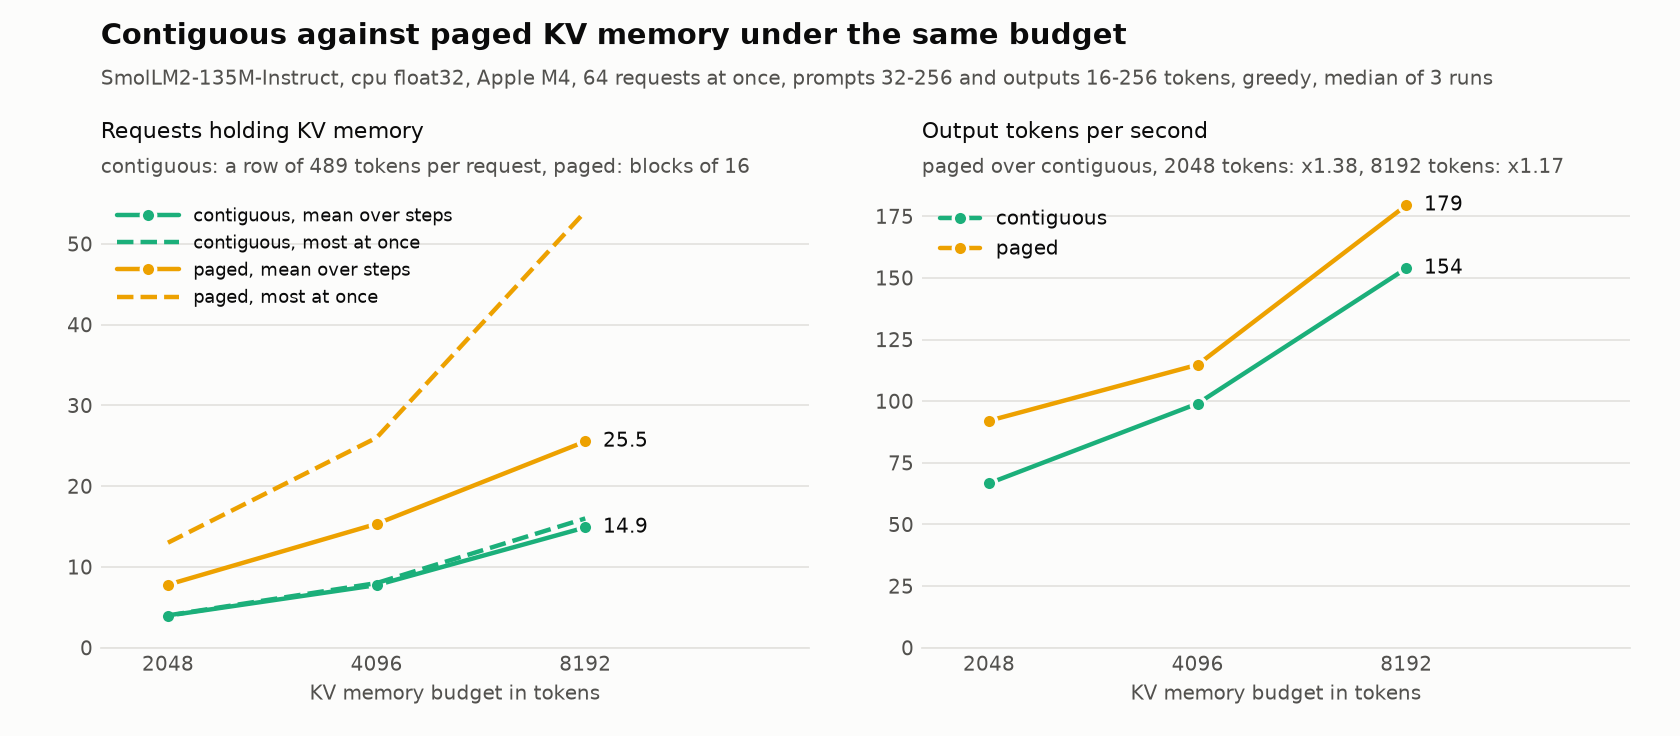 Contiguous against paged KV memory under the same budget
SmolLM2-135M-Instruct, cpu float32, Apple M4, 64 requests at once, prompts 32-256 and outputs 16-256 tokens, greedy, median of 3 runs
Requests holding KV memory
contiguous: a row of 489 tokens per request, paged: blocks of 16
contiguous, mean over steps
contiguous, most at once
paged, mean over steps
paged, most at once
50
40
30
20
10
0
25.5
14.9
2048 4096 8192
KV memory budget in tokens
Output tokens per second
paged over contiguous, 2048 tokens: x1.38, 8192 tokens: x1.17
contiguous
paged
175
150
125
100
75
50
25
0
179
154
2048 4096 8192
KV memory budget in tokens